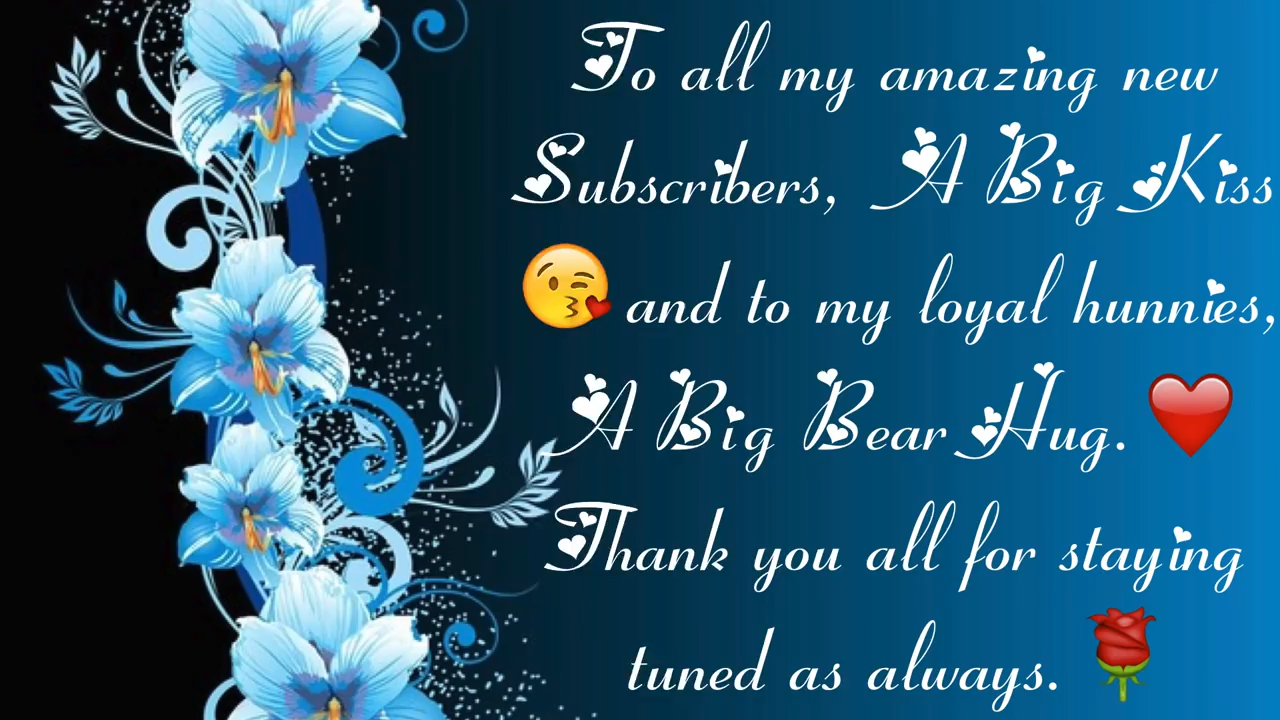 To all my amazing new
Subscribers, A Big Kiss
😘 and to my loyal hunnies,
A Big Bear Hug. ❤️
Thank you all for staying
tuned as always. 🌹